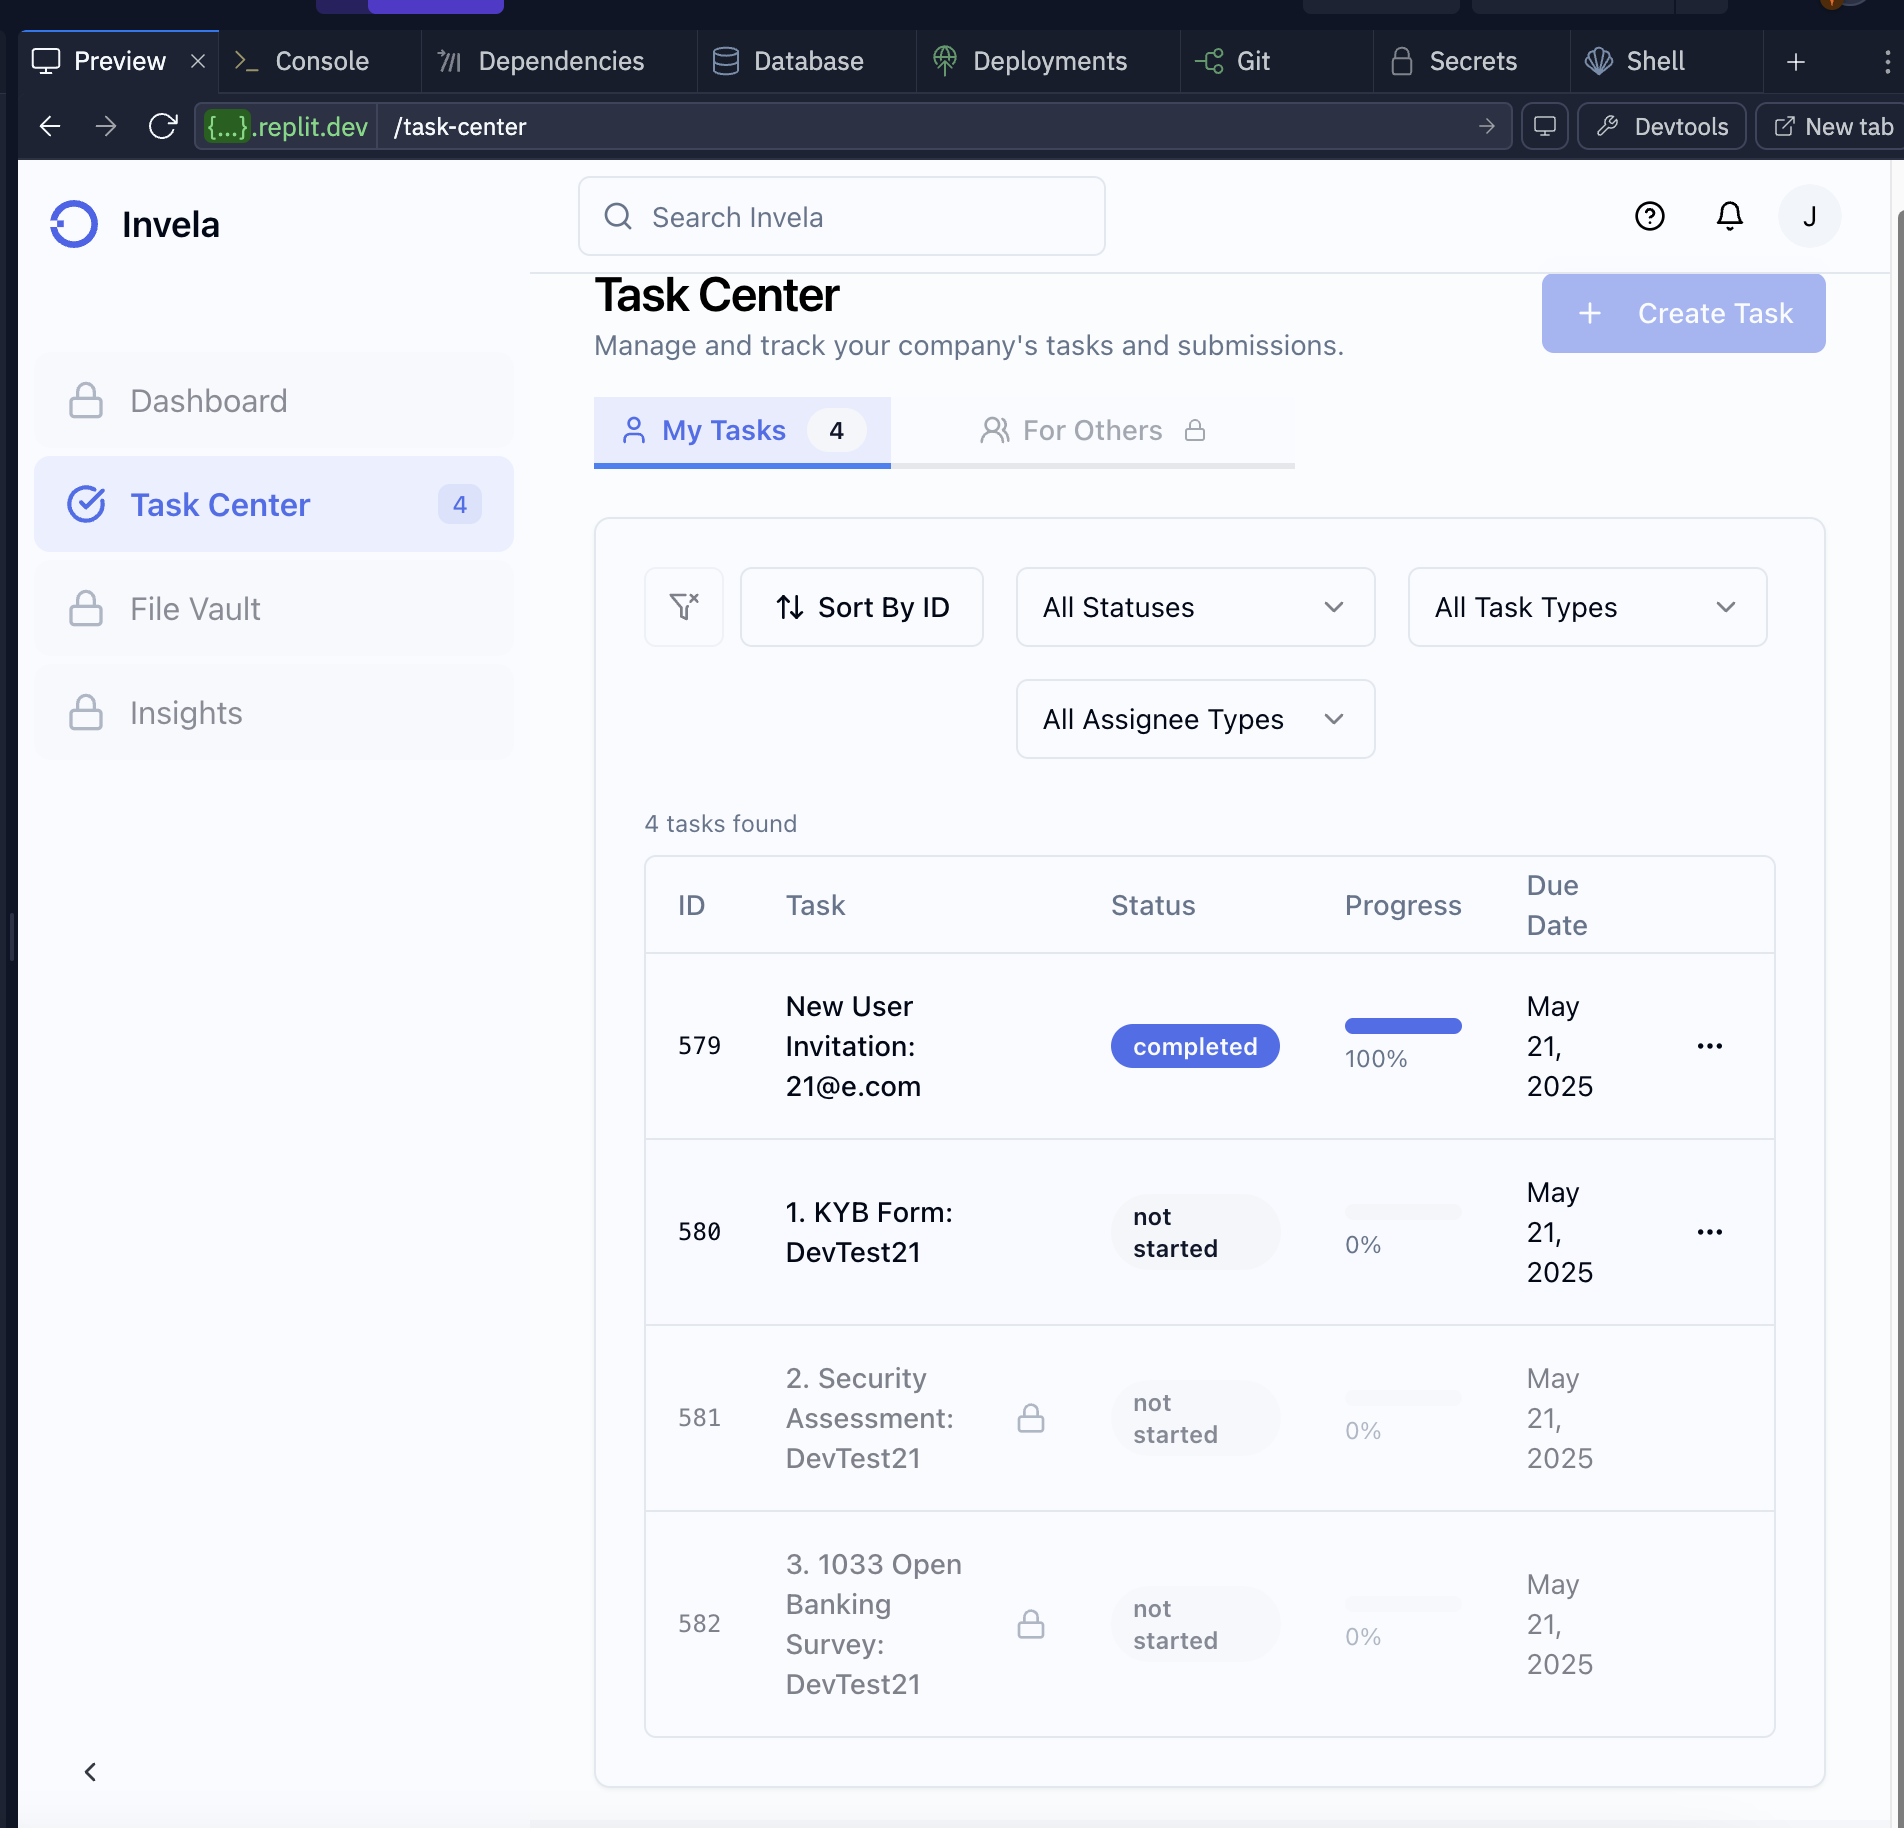 Preview
Console
Dependencies
Database
Deployments
Git
Secrets
Shell
{...}.replit.dev
/task-center
Devtools
New tab
Invela
Search Invela
J
Dashboard
Task Center
4
File Vault
Insights
Task Center
Create Task
Manage and track your company's tasks and submissions.
My Tasks 4
For Others
Sort By ID
All Statuses
All Task Types
All Assignee Types
4 tasks found
ID
Task
Status
Progress
Due
Date
579
New User
Invitation:
21@e.com
completed
100%
May
21,
2025
580
1. KYB Form:
DevTest21
not
started
0%
May
21,
2025
581
2. Security
Assessment:
DevTest21
not
started
0%
May
21,
2025
582
3. 1033 Open
Banking
Survey:
DevTest21
not
started
0%
May
21,
2025